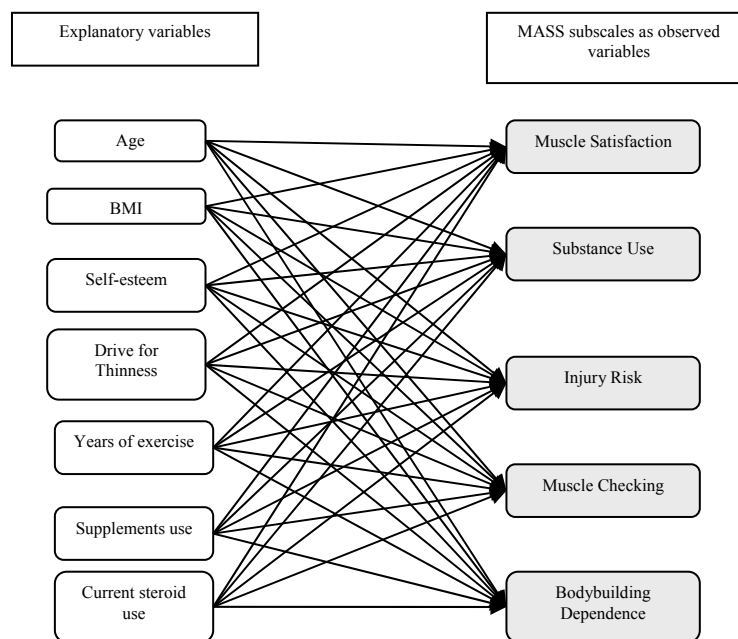 Explanatory variables
MASS subscales as observed
variables
Age
BMI
Self-esteem
Drive for
Thinness
Years of exercise
Supplements use
Current steroid
use
Muscle Satisfaction
Substance Use
Injury Risk
Muscle Checking
Bodybuilding
Dependence